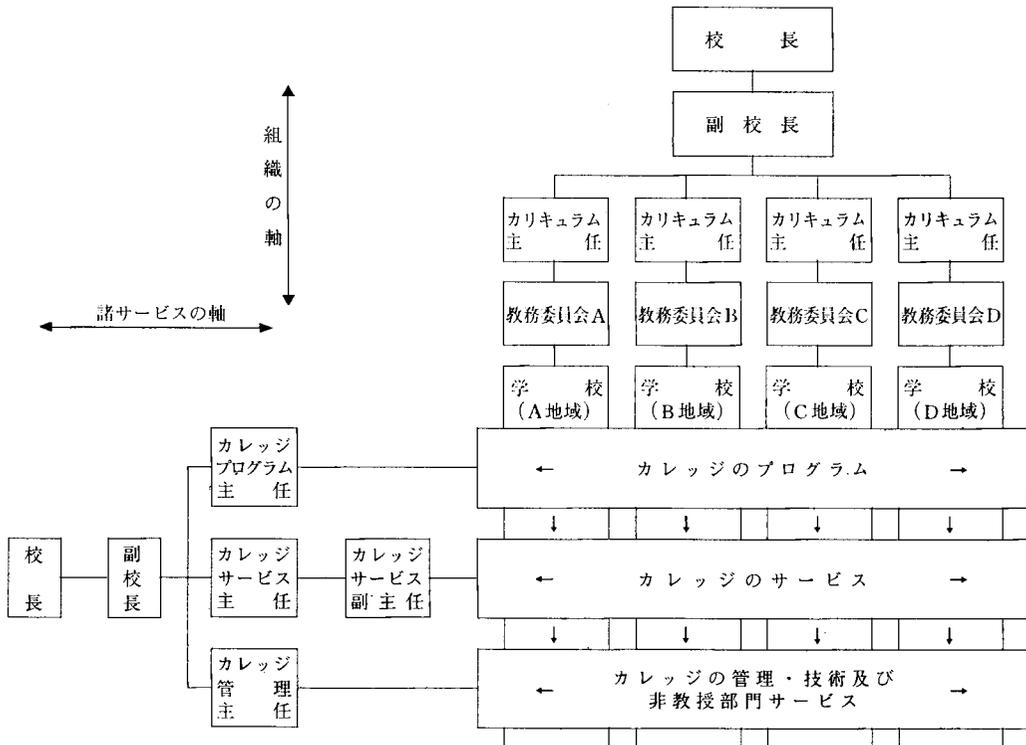 校長
副校長
組織の軸
諸サービスの軸
カリキュラム
主任
カリキュラム
主任
カリキュラム
主任
カリキュラム
主任
教務委員会A
教務委員会B
教務委員会C
教務委員会D
学校
(A地域)
学校
(B地域)
学校
(C地域)
学校
(D地域)
カレッジ
プログラム
主任
カレッジのプログラム
校長
副校長
カレッジ
サービス
主任
カレッジ
サービス
副主任
カレッジのサービス
カレッジ
管理
主任
カレッジの管理・技術及び
非教授部門サービス